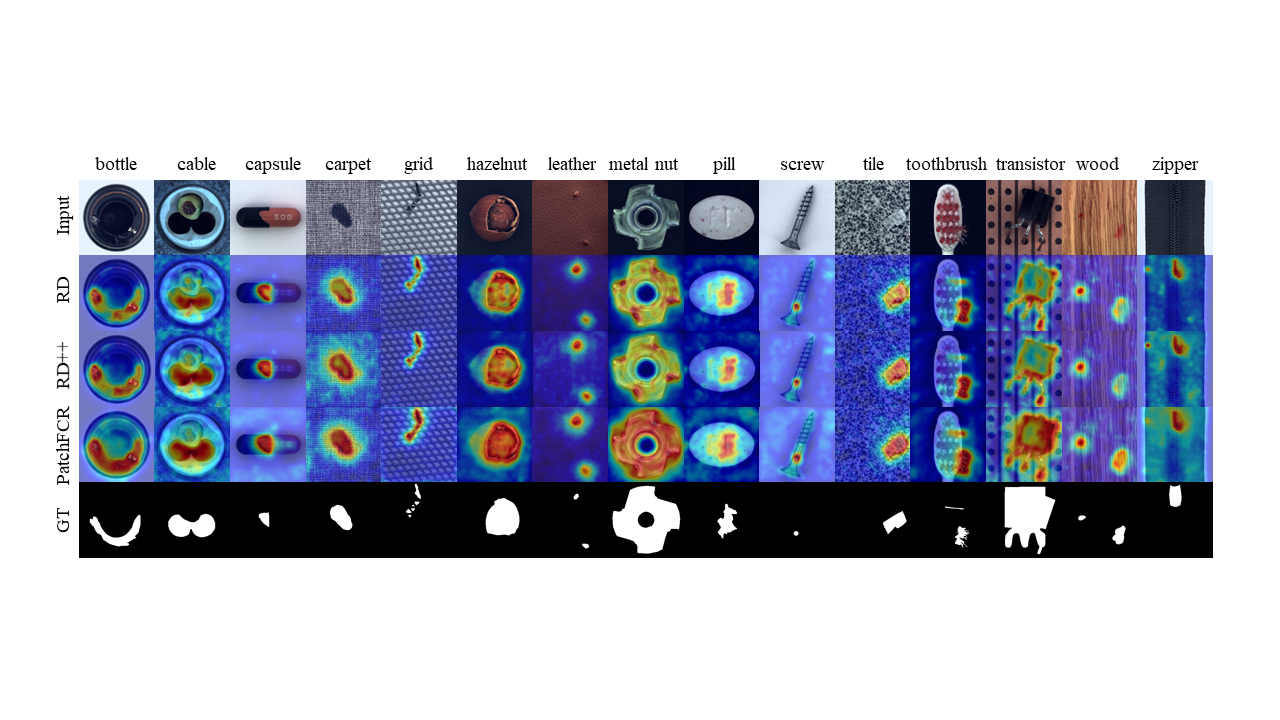 bottle cable capsule carpet grid hazelnut leather metal nut pill screw tile toothbrush transistor wood zipper
Input
500
RD
RD++
PatchFCR
GT